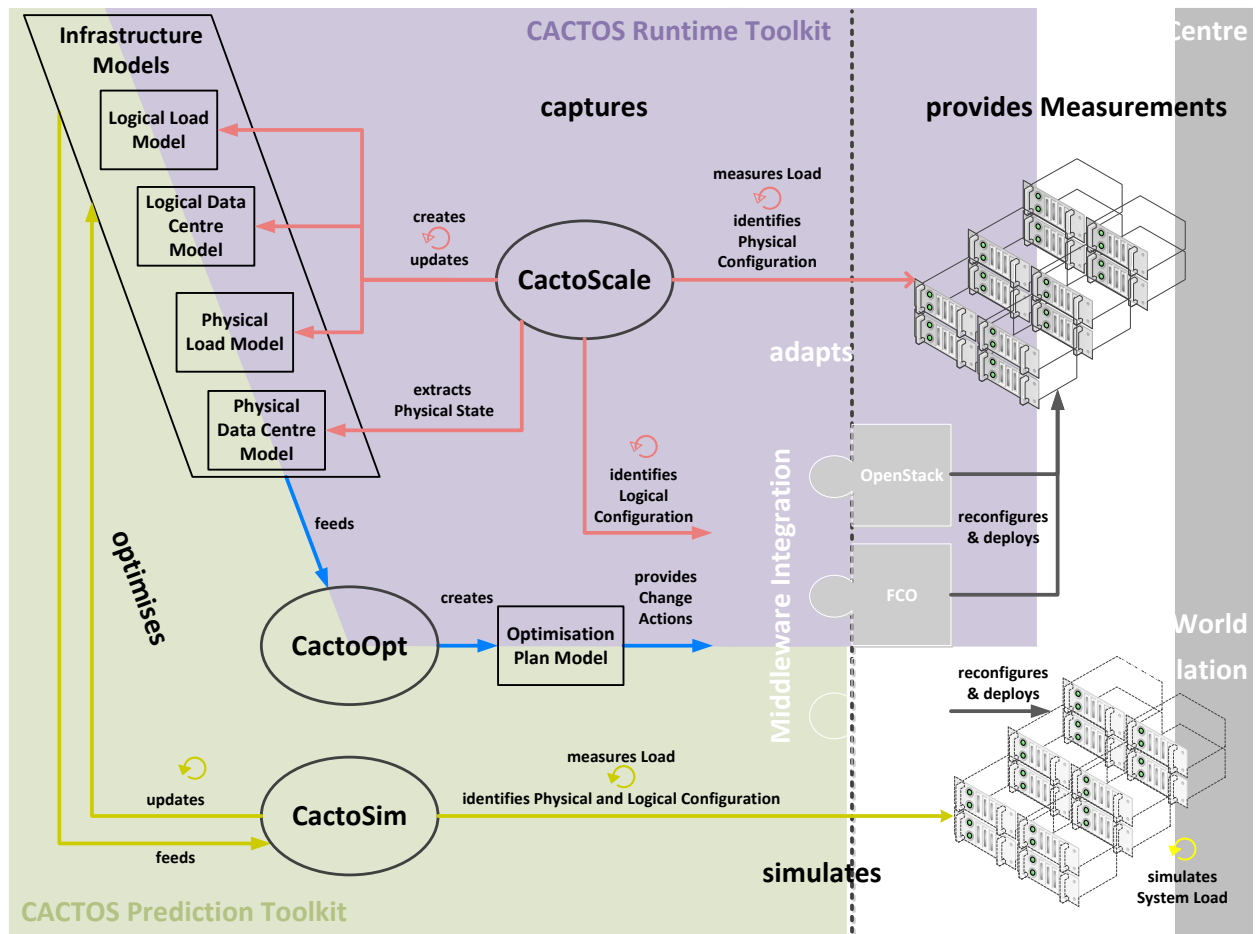 CACTOS Runtime Toolkit
Centre
Infrastructure
Models
captures
provides Measurements
Logical Load
Model
Logical Data
Centre
Model
Physical
Load Model
Physical
Data Centre
Model
creates
updates
CactoScale
measures Load
identifies
Physical
Configuration
adapts
extracts
Physical State
identifies
Logical
Configuration
Middleware Integration
OpenStack
FCO
reconfigures
& deploys
feeds
optimises
CactoOpt
creates
Optimisation
Plan Model
provides
Change
Actions
World
lation
reconfigures
& deploys
updates
feeds
CactoSim
measures Load
identifies Physical and Logical Configuration
simulates
simulates
System Load
CACTOS Prediction Toolkit